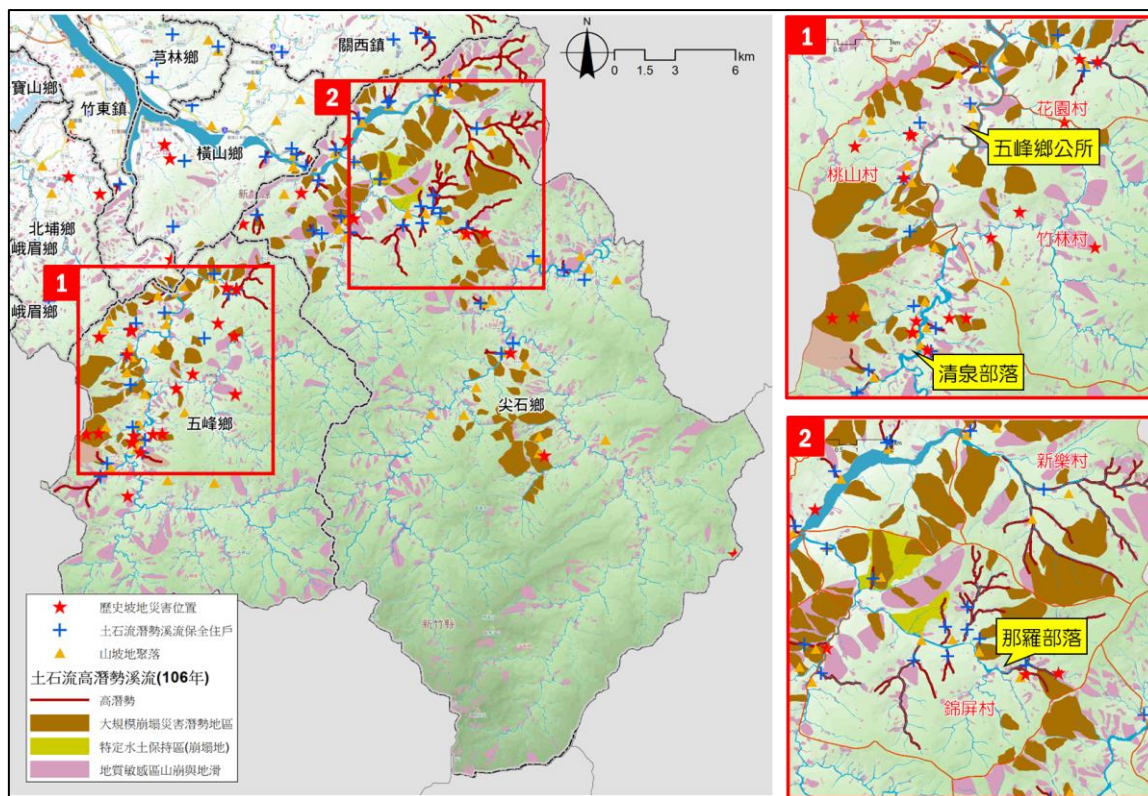 關西鎮
N
0 1.5 3 6 km
芎林鄉
寶山鄉
竹東鎮
橫山鄉
北埔鄉
峨眉鄉
峨眉鄉
2
1
五峰鄉
尖石鄉
新竹縣
歷史坡地災害位置
土石流潛勢溪流保全住戶
山坡地聚落
土石流高潛勢溪流(106年)
高潛勢
大規模崩塌災害潛勢地區
特定水土保持區(崩塌地)
地質敏感區山崩與地滑
1
花園村
五峰鄉公所
桃山村
竹林村
清泉部落
2
新樂村
那羅部落
錦屏村